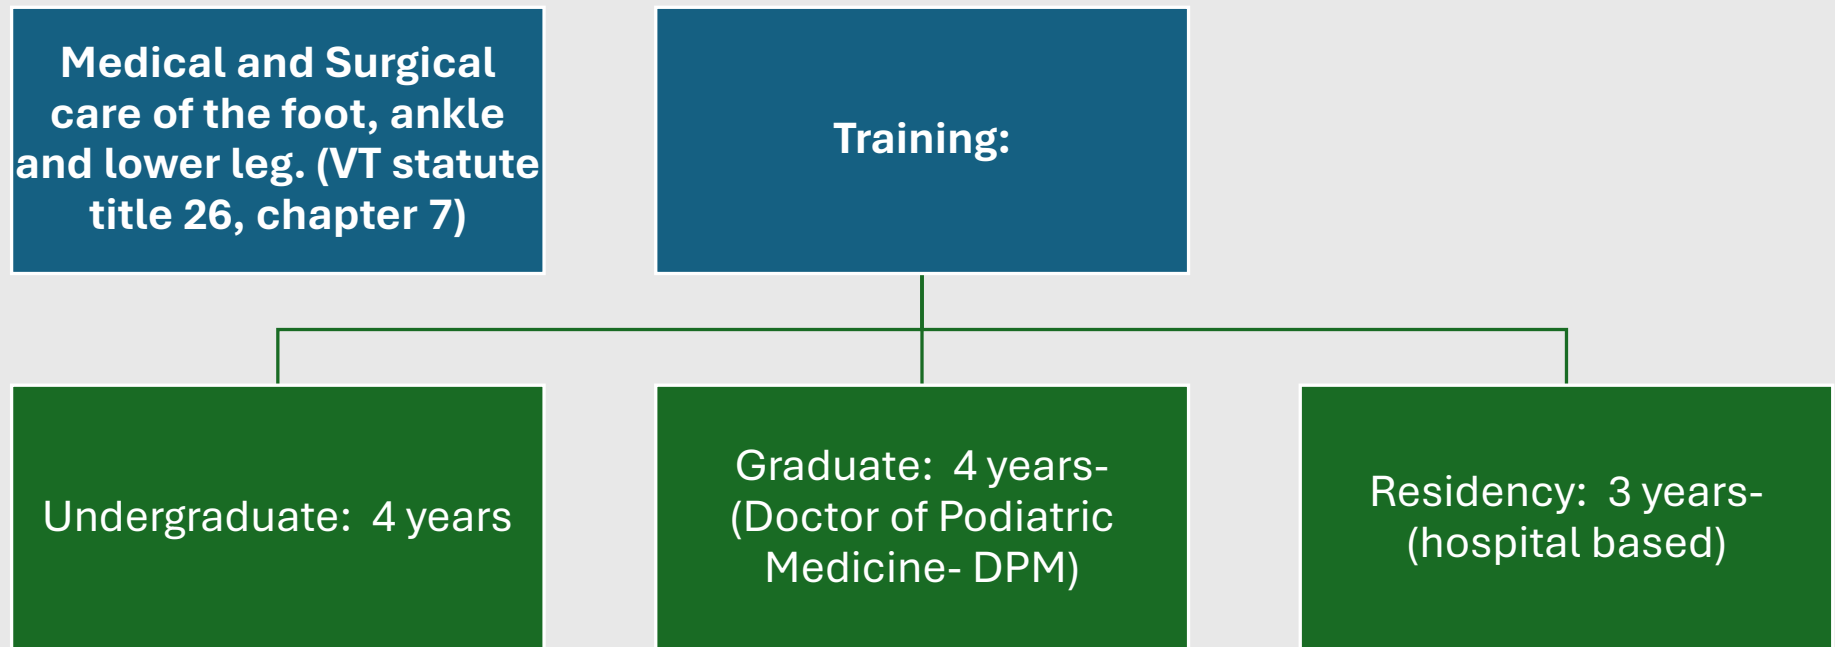 Medical and Surgical
care of the foot, ankle
and lower leg. (VT statute
title 26, chapter 7)
Training:
Undergraduate:  4 years
Graduate:  4 years-
(Doctor of Podiatric
Medicine- DPM)
Residency:  3 years-
(hospital based)